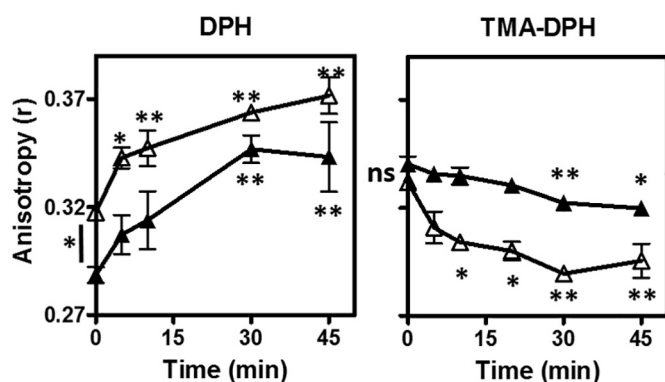 DPH
TMA-DPH
Anisotropy (r)
0.37
0.32
0.27
* ** ** **
** **
*
0 15 30 45
Time (min)
ns
** *
* * ** **
0 15 30 45
Time (min)